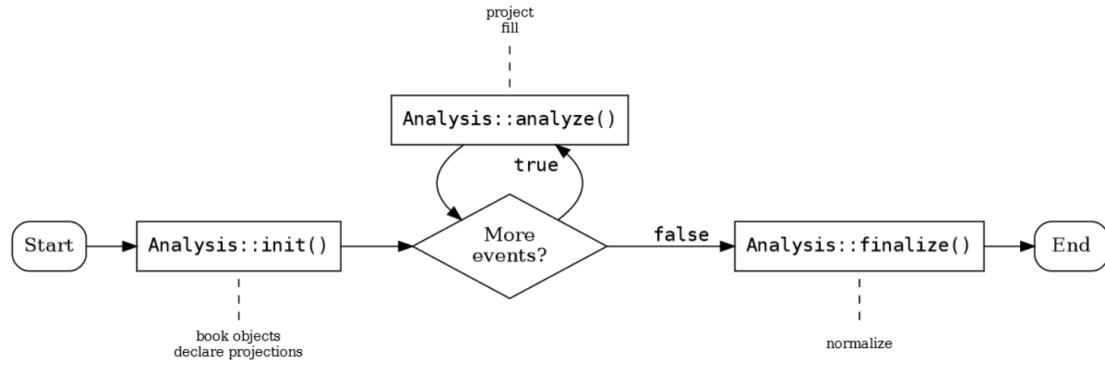 project
fill
Analysis::analyze()
true
Start
Analysis::init()
More
events?
false
Analysis::finalize()
End
book objects
declare projections
normalize